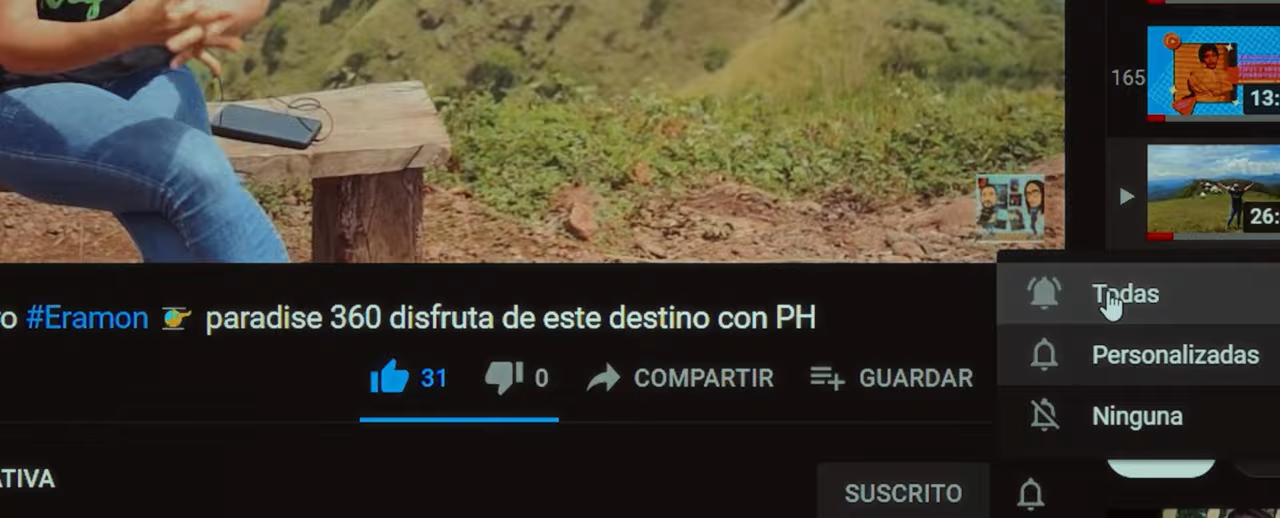 165
13:
26:
Todas
ro #Eramon paradise 360 disfruta de este destino con PH
Personalizadas
31 0 COMPARTIR GUARDAR
Ninguna
ATIVA
SUSCRITO